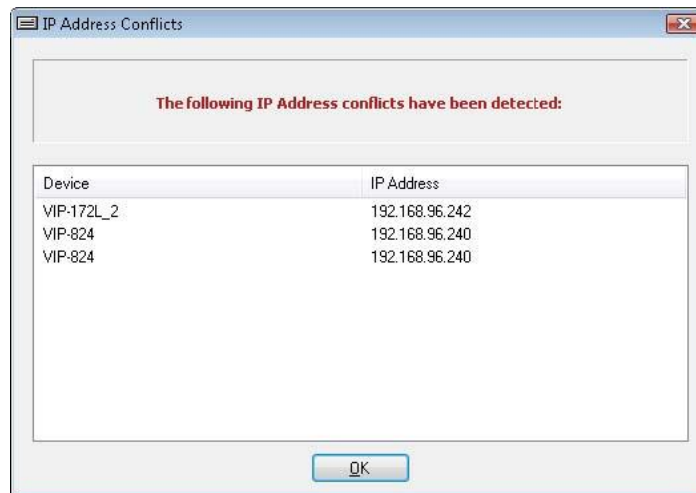 IP Address Conflicts
The following IP Address conflicts have been detected:
Device IP Address
VIP-172L_2 192.168.96.242
VIP-824 192.168.96.240
VIP-824 192.168.96.240
OK